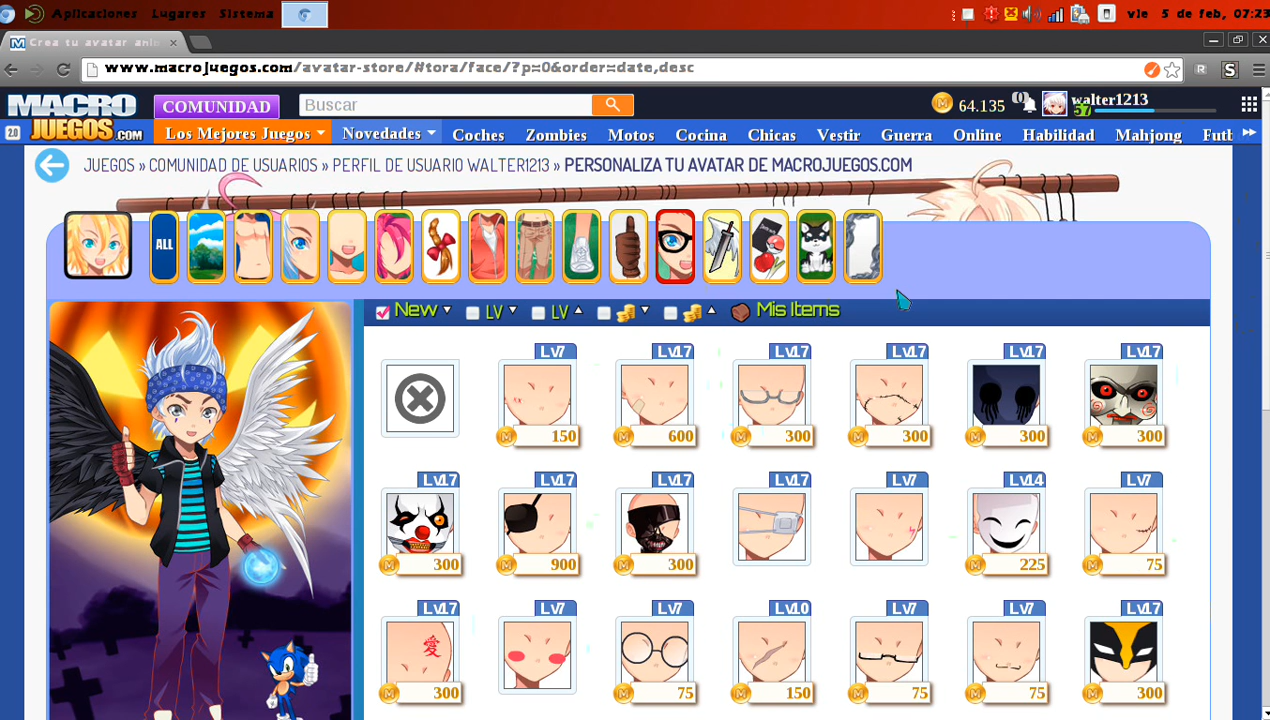 Aplicaciones Lugares Sistema vie 5 de feb, 07:23
Crea tu avatar ani
www.macrojuegos.com/avatar-store/#tora/face/?p=0&order=date,desc
MACRO JUEGOS.COM COMUNIDAD Buscar 64.135 (0) walter1213
57
2.0 Los Mejores Juegos Novedades Coches Zombies Motos Cocina Chicas Vestir Guerra Online Habilidad Mahjong Futb
JUEGOS » COMUNIDAD DE USUARIOS » PERFIL DE USUARIO WALTER1213 » PERSONALIZA TU AVATAR DE MACROJUEGOS.COM
ALL
New LV LV Mis Items
Lv7 Lv17 Lv17 Lv17 Lv17 Lv17
150 600 300 300 300 300
Lv17 Lv17 Lv17 Lv17 Lv7 Lv14 Lv7
300 900 300 225 75
Lv17 Lv7 Lv7 Lv10 Lv7 Lv7 Lv17
愛
300 75 150 75 75 300